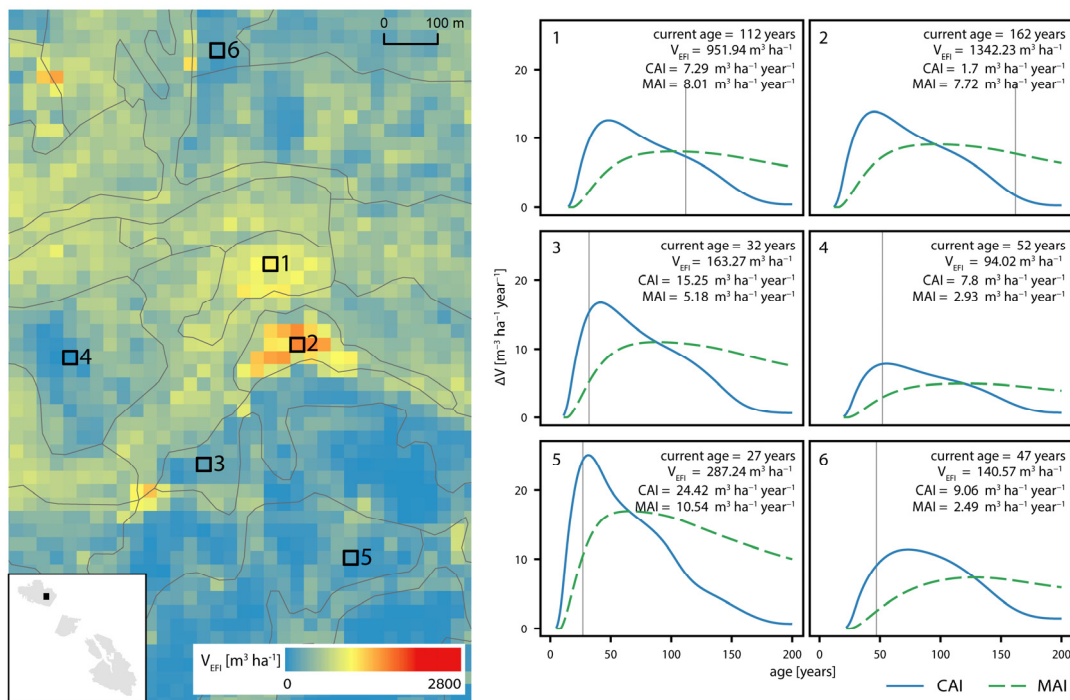 0 100 m
6
1
2
4
3
5
V_EFI [m³ ha⁻¹]
0 2800
1
current age = 112 years
V_EFI = 951.94 m³ ha⁻¹
CAI = 7.29 m³ ha⁻¹ year⁻¹
MAI = 8.01 m³ ha⁻¹ year⁻¹
20
10
0
2
current age = 162 years
V_EFI = 1342.23 m³ ha⁻¹
CAI = 1.7 m³ ha⁻¹ year⁻¹
MAI = 7.72 m³ ha⁻¹ year⁻¹
3
current age = 32 years
V_EFI = 163.27 m³ ha⁻¹
CAI = 15.25 m³ ha⁻¹ year⁻¹
MAI = 5.18 m³ ha⁻¹ year⁻¹
20
10
0
ΔV [m⁻³ ha⁻¹ year⁻¹]
4
current age = 52 years
V_EFI = 94.02 m³ ha⁻¹
CAI = 7.8 m³ ha⁻¹ year⁻¹
MAI = 2.93 m³ ha⁻¹ year⁻¹
5
current age = 27 years
V_EFI = 287.24 m³ ha⁻¹
CAI = 24.42 m³ ha⁻¹ year⁻¹
MAI = 10.54 m³ ha⁻¹ year⁻¹
20
10
0
6
current age = 47 years
V_EFI = 140.57 m³ ha⁻¹
CAI = 9.06 m³ ha⁻¹ year⁻¹
MAI = 2.49 m³ ha⁻¹ year⁻¹
0 50 100 150 200 0 50 100 150 200
age [years]
CAI MAI